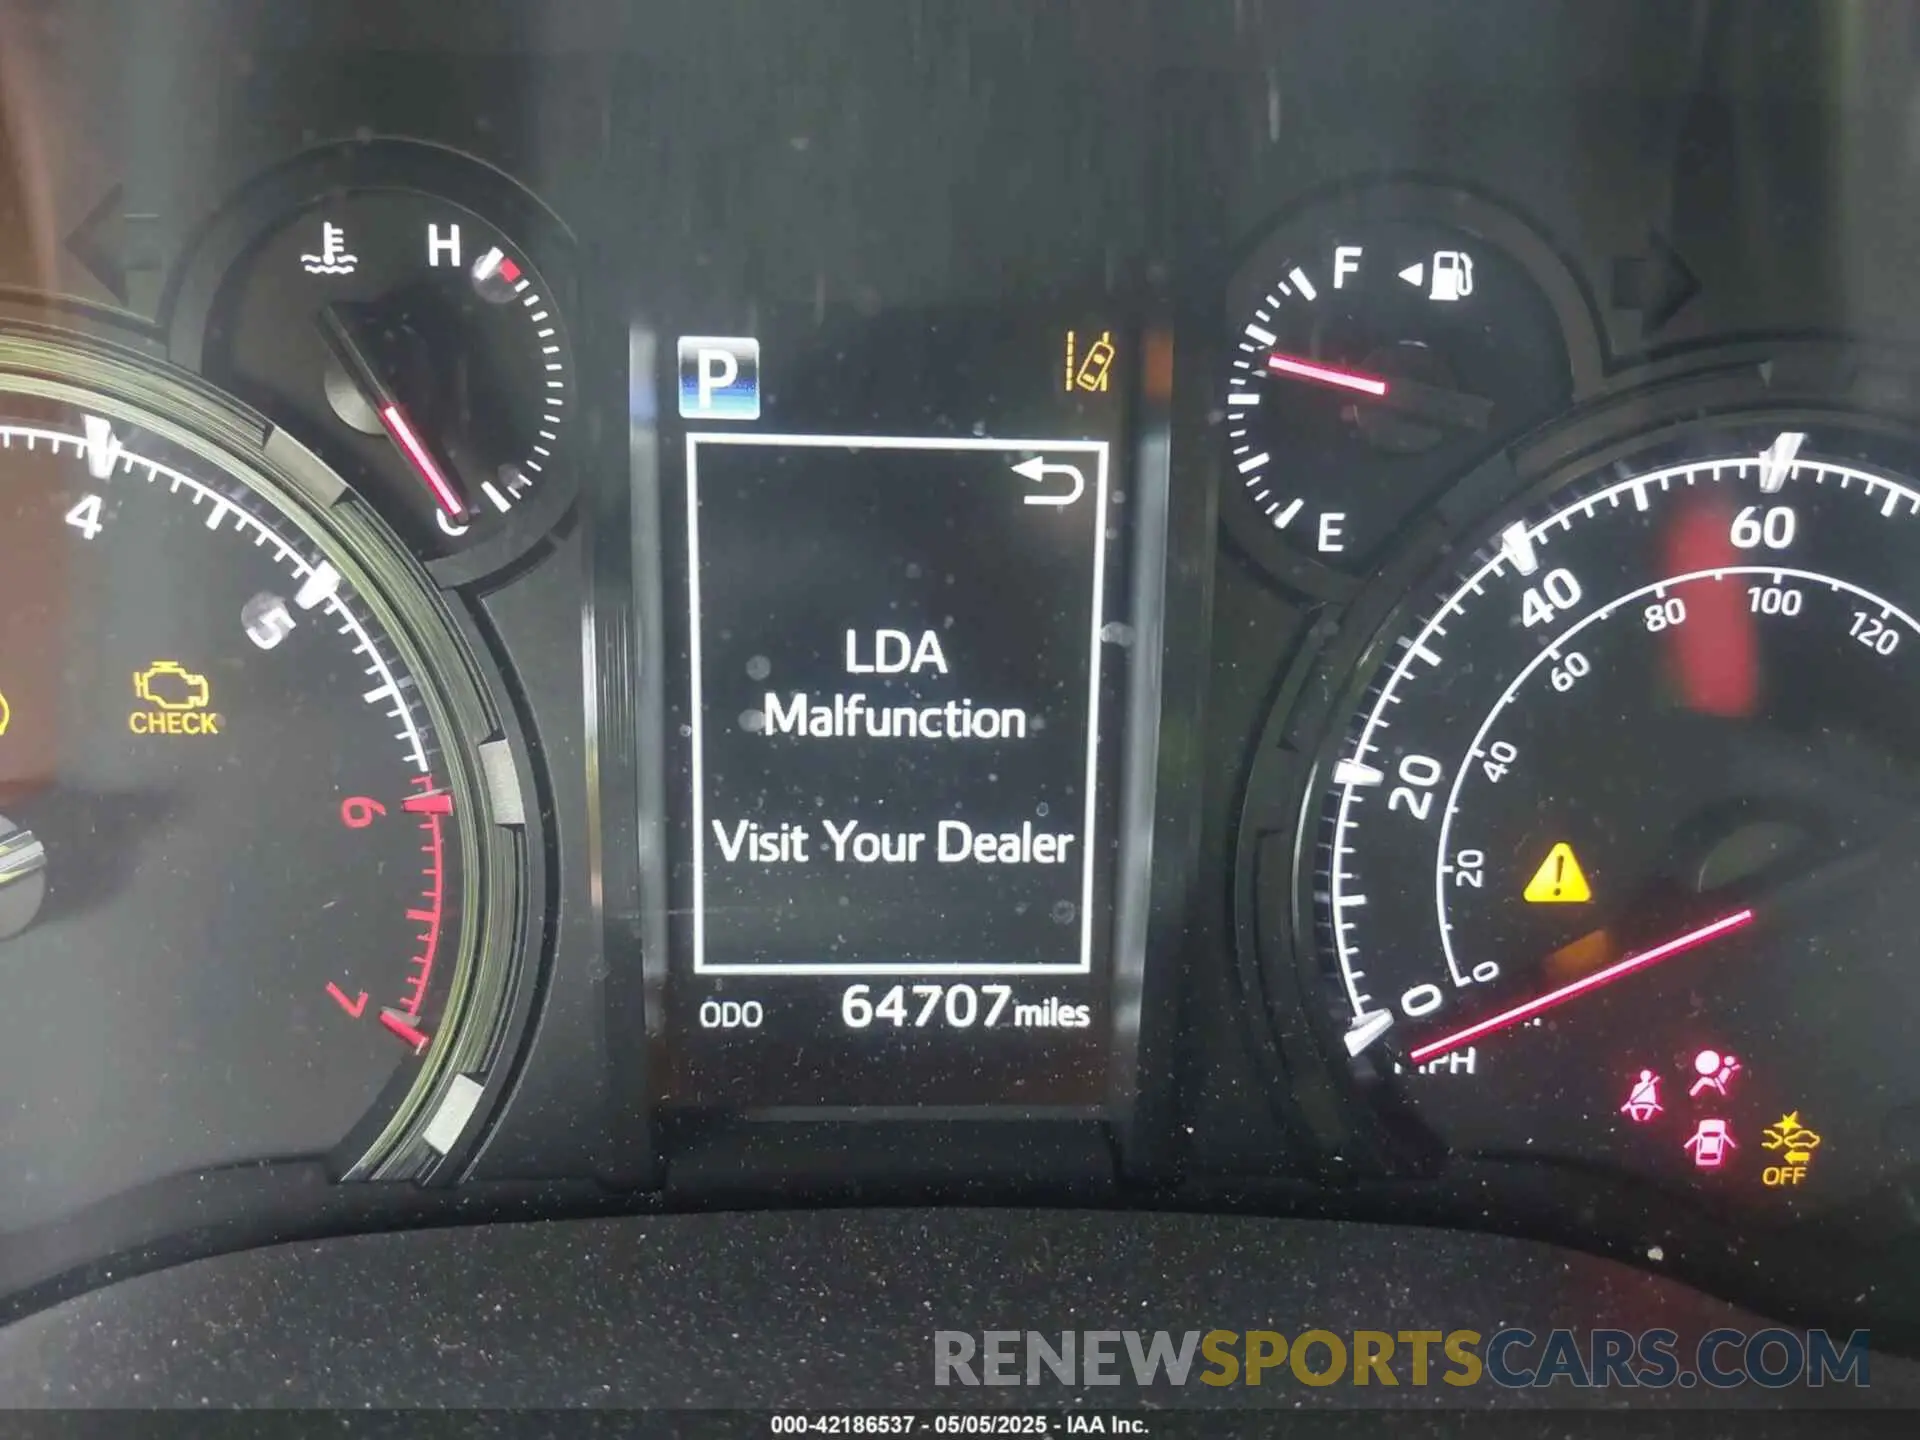 H
F
P
C
E
4
5
6
7
CHECK
LDA
Malfunction
Visit Your Dealer
ODO 64707 miles
0
20
40
60
0
20
40
60
80
100
120
MPH
OFF
RENEWSPORTSCARS.COM
000-42186537 - 05/05/2025 - IAA Inc.